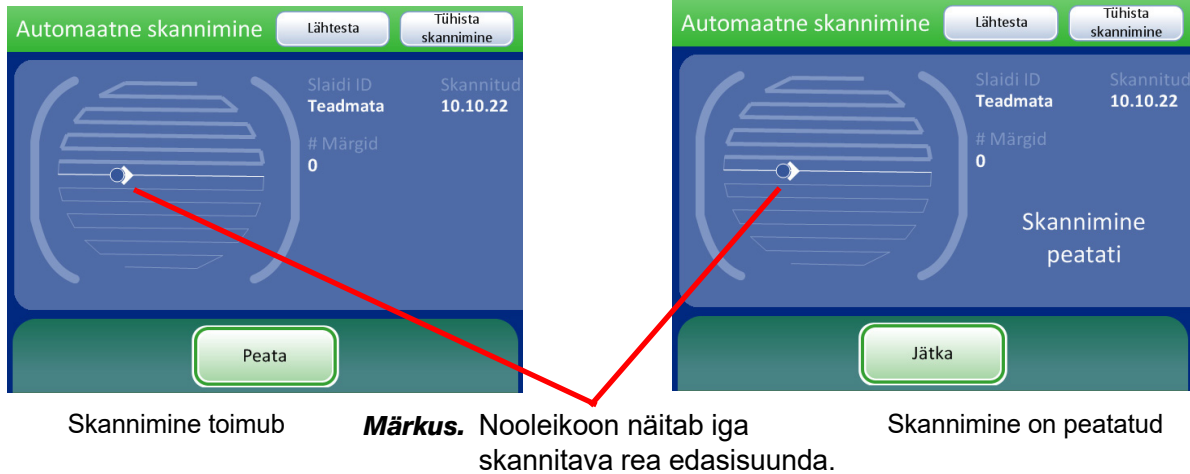 Automaatne skannimine
Lähtesta
Tühista
skannimine
Slaidi ID
Skannitud
Teadmata
10.10.22
# Märgid
0
Peata
Skannimine toimub
Automaatne skannimine
Lähtesta
Tühista
skannimine
Slaidi ID
Skannitud
Teadmata
10.10.22
# Märgid
0
Skannimine
peatati
Jätka
Skannimine on peatatud
Märkus. Nooleikoon näitab iga
skannitava rea edasisuunda.